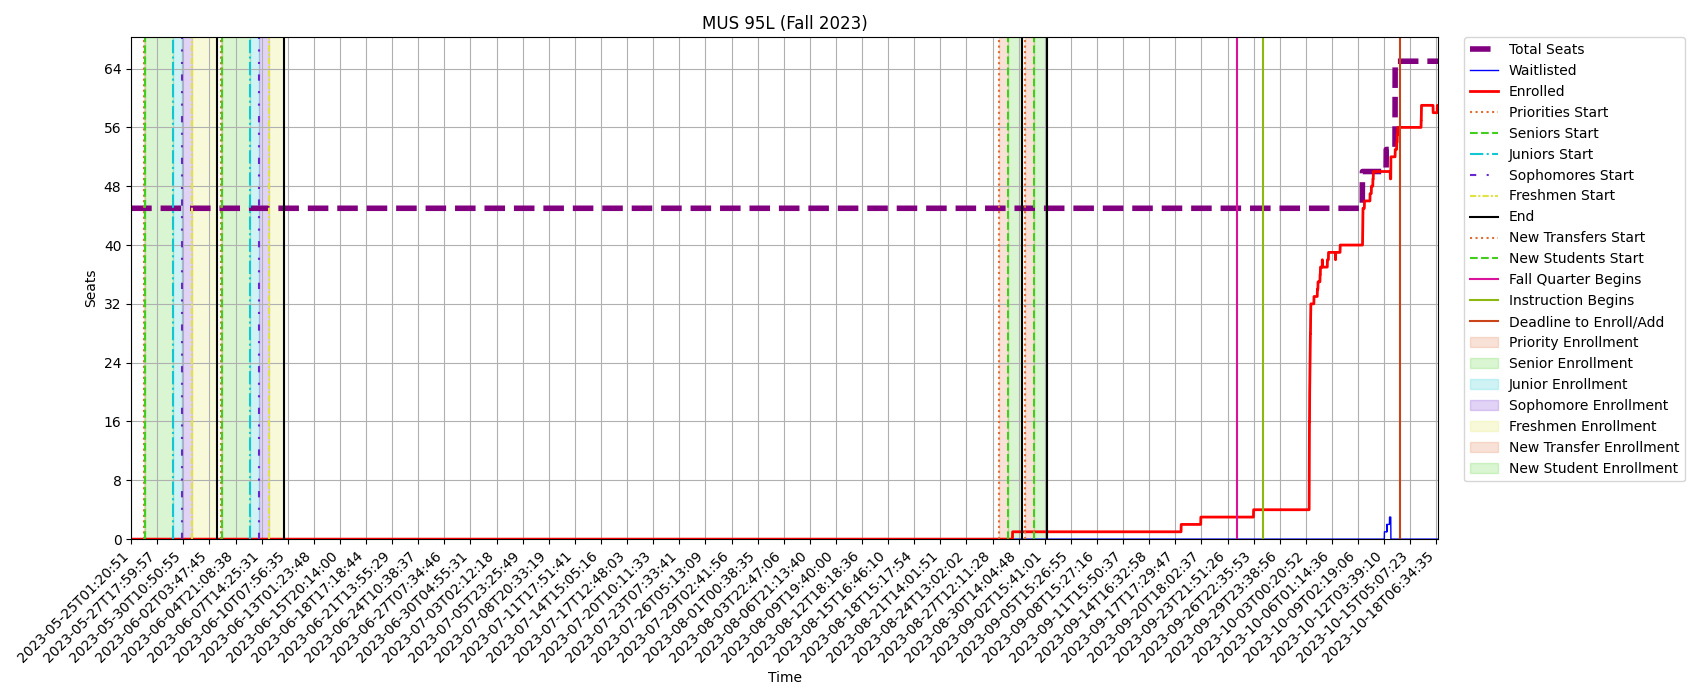 MUS 95L (Fall 2023)
Seats
64
56
48
40
32
24
16
8
0
2023-05-25T01:20:51
2023-05-27T17:59:57
2023-05-30T10:50:55
2023-06-02T03:47:45
2023-06-04T21:08:38
2023-06-07T14:25:31
2023-06-10T07:56:35
2023-06-13T01:23:48
2023-06-15T20:14:00
2023-06-18T17:18:44
2023-06-21T13:55:29
2023-06-24T10:38:37
2023-06-27T07:34:46
2023-06-30T04:55:31
2023-07-03T02:12:18
2023-07-05T23:25:49
2023-07-08T20:33:19
2023-07-11T17:51:41
2023-07-14T15:05:16
2023-07-17T12:48:03
2023-07-20T10:11:33
2023-07-23T07:33:41
2023-07-26T05:13:09
2023-07-29T02:41:56
2023-08-01T00:38:35
2023-08-03T22:47:06
2023-08-06T21:13:40
2023-08-09T19:40:00
2023-08-12T18:18:36
2023-08-15T16:46:10
2023-08-18T15:17:54
2023-08-21T14:01:51
2023-08-24T13:02:02
2023-08-27T12:11:28
2023-08-30T14:04:48
2023-09-02T15:41:01
2023-09-05T15:26:55
2023-09-08T15:27:16
2023-09-11T15:50:37
2023-09-14T16:32:58
2023-09-17T17:29:47
2023-09-20T18:02:37
2023-09-23T21:51:26
2023-09-26T22:35:53
2023-09-29T23:38:56
2023-10-03T00:20:52
2023-10-06T01:14:36
2023-10-09T02:19:06
2023-10-12T03:39:10
2023-10-15T05:07:23
2023-10-18T06:34:35
Time
Total Seats
Waitlisted
Enrolled
Priorities Start
Seniors Start
Juniors Start
Sophomores Start
Freshmen Start
End
New Transfers Start
New Students Start
Fall Quarter Begins
Instruction Begins
Deadline to Enroll/Add
Priority Enrollment
Senior Enrollment
Junior Enrollment
Sophomore Enrollment
Freshmen Enrollment
New Transfer Enrollment
New Student Enrollment